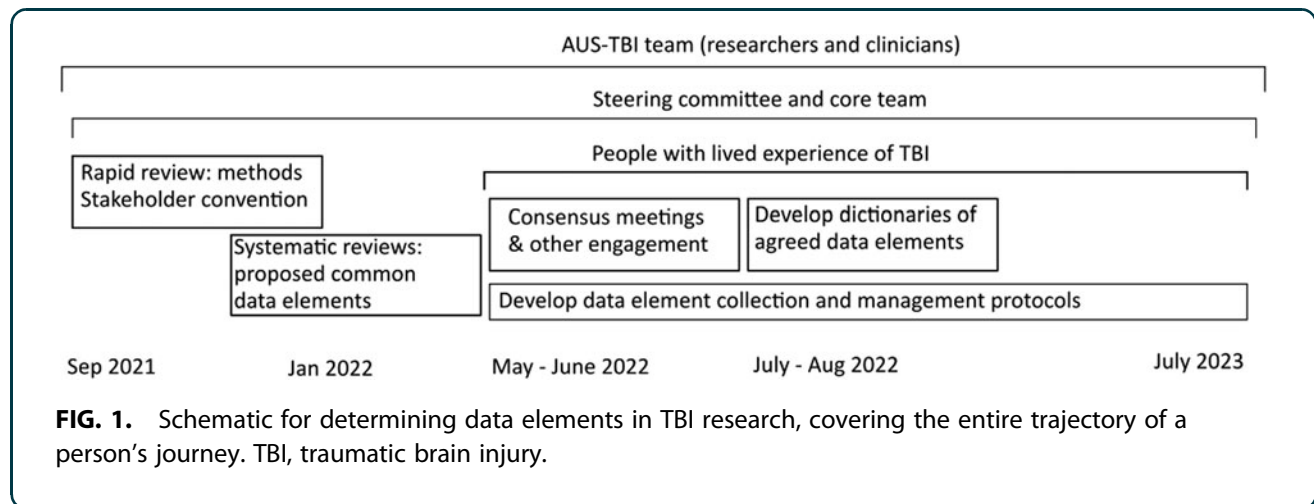 AUS-TBI team (researchers and clinicians)
Steering committee and core team
People with lived experience of TBI
Rapid review: methods
Stakeholder convention
Systematic reviews:
proposed common
data elements
Consensus meetings
& other engagement
Develop dictionaries of
agreed data elements
Develop data element collection and management protocols
Sep 2021
Jan 2022
May - June 2022
July - Aug 2022
July 2023
FIG. 1. Schematic for determining data elements in TBI research, covering the entire trajectory of a
person's journey. TBI, traumatic brain injury.